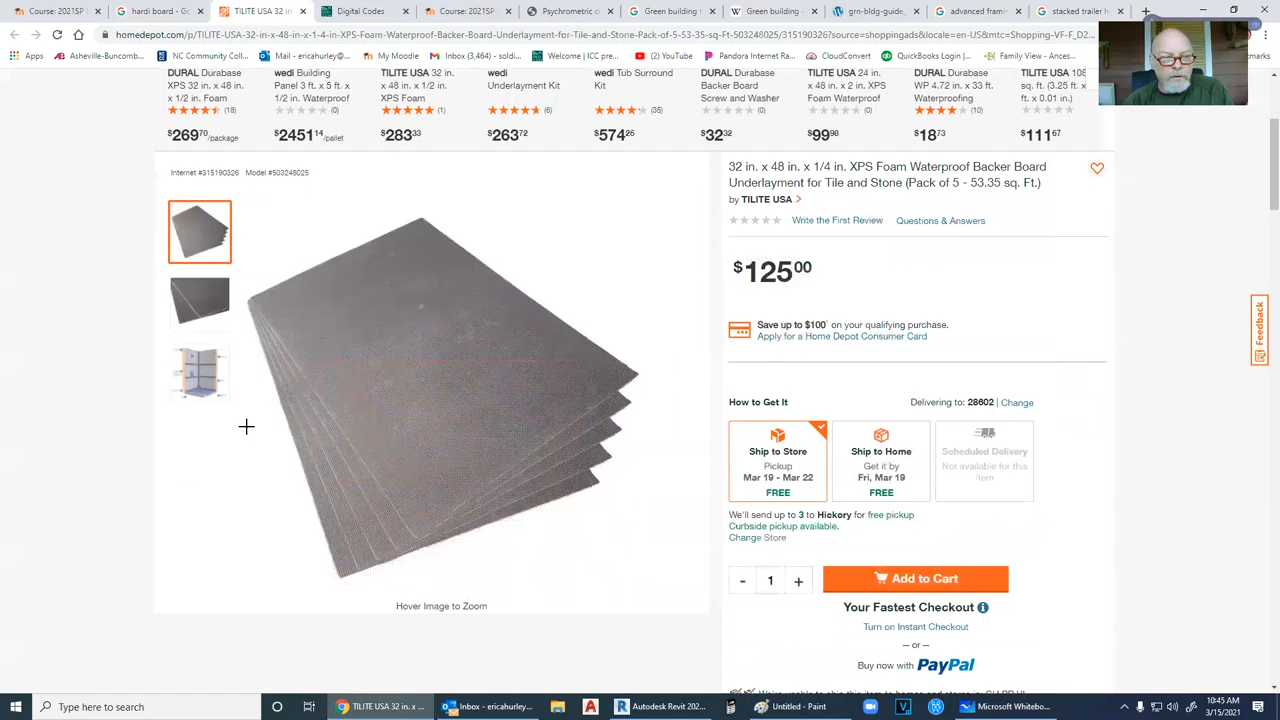 hardi board - Go
TILITE USA 32 in
Course: 2021SP
Digital Codes
Course: 2021SP
Psychrometric c
Green building
Green building -
grn-bldg-guide-
advanced frami
stacked trailer
homedepot.com/p/TILITE-USA-32-in-x-48-in-x-1-4-in-XPS-Foam-Waterproof-Backer-Board-Underlayment-for-Tile-and-Stone-Pack-of-5-53-35-sq-Ft-503248025/315190326?source=shoppingads&locale=en-US&mtc=Shopping-VF-F_D2
Apps
Asheville-Buncomb...
NC Community Coll...
Mail - ericahurley@...
My Moodle
Inbox (3,464) - soldi...
Welcome | ICC pre...
(2) YouTube
Pandora Internet Ra...
CloudConvert
QuickBooks Login |...
Family View - Ances...
DURAL Durabase XPS 32 in. x 48 in. x 1/2 in. Foam
(18)
$269 70 /package
wedi Building Panel 3 ft. x 5 ft. x 1/2 in. Waterproof
(0)
$2451 14 /pallet
TILITE USA 32 in. x 48 in. x 1/2 in. XPS Foam
(1)
$283 33
wedi Underlayment Kit
(6)
$263 72
wedi Tub Surround Kit
(35)
$574 26
DURAL Durabase Backer Board Screw and Washer
(0)
$32 32
TILITE USA 24 in. x 48 in. x 2 in. XPS Foam Waterproof
(0)
$99 98
DURAL Durabase WP 4.72 in. x 33 ft. Waterproofing
(10)
$18 73
TILITE USA 108 sq. ft. (3.25 ft x 0.01 in.)
(0)
$111 67
Internet #315190326 Model #503248025
Hover Image to Zoom
32 in. x 48 in. x 1/4 in. XPS Foam Waterproof Backer Board
Underlayment for Tile and Stone (Pack of 5 - 53.35 sq. Ft.)
by TILITE USA >
Write the First Review Questions & Answers
$125 00
Save up to $100* on your qualifying purchase.
Apply for a Home Depot Consumer Card
How to Get It
Delivering to: 28602 | Change
Ship to Store
Pickup
Mar 19 - Mar 22
FREE
Ship to Home
Get it by
Fri, Mar 19
FREE
Scheduled Delivery
Not available for this
item
We'll send up to 3 to Hickory for free pickup
Curbside pickup available.
Change Store
- 1 +
Add to Cart
Your Fastest Checkout
Turn on Instant Checkout
— or —
Buy now with PayPal
Feedback
Type here to search
TILITE USA 32 in. x ...
Inbox - ericahurley...
Autodesk Revit 202...
Untitled - Paint
Microsoft Whitebo...
10:45 AM
3/15/2021